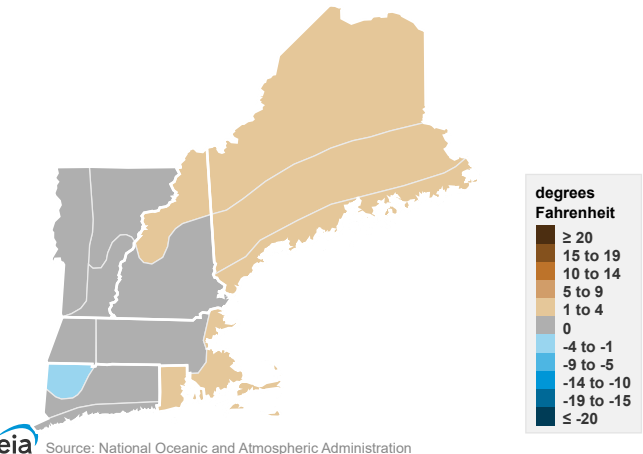 degrees
Fahrenheit
≥ 20
15 to 19
10 to 14
5 to 9
1 to 4
0
-4 to -1
-9 to -5
-14 to -10
-19 to -15
≤ -20
eia
Source: National Oceanic and Atmospheric Administration